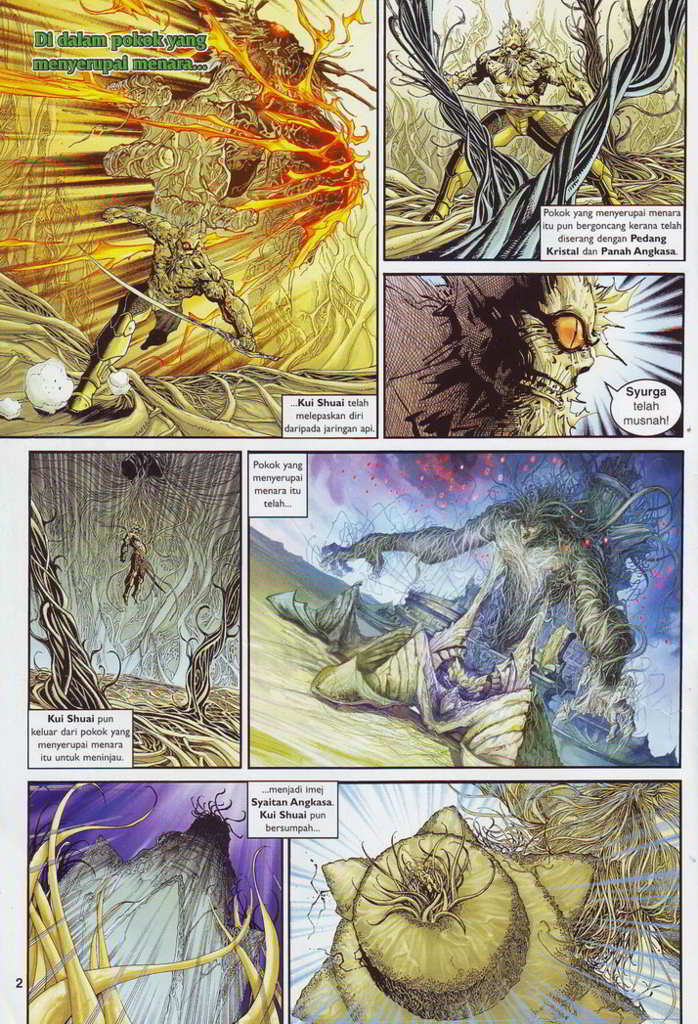 Di dalam pokok yang
menyerupai menara...
...Kui Shuai telah
melepaskan diri
daripada jaringan api.
Pokok yang menyerupai menara
itu pun bergoncang kerana telah
diserang dengan Pedang
Kristal dan Panah Angkasa.
Syurga
telah
musnah!
Kui Shuai pun
keluar dari pokok yang
menyerupai menara
itu untuk meninjau.
Pokok yang
menyerupai
menara itu
telah...
...menjadi imej
Syaitan Angkasa.
Kui Shuai pun
bersumpah...
2